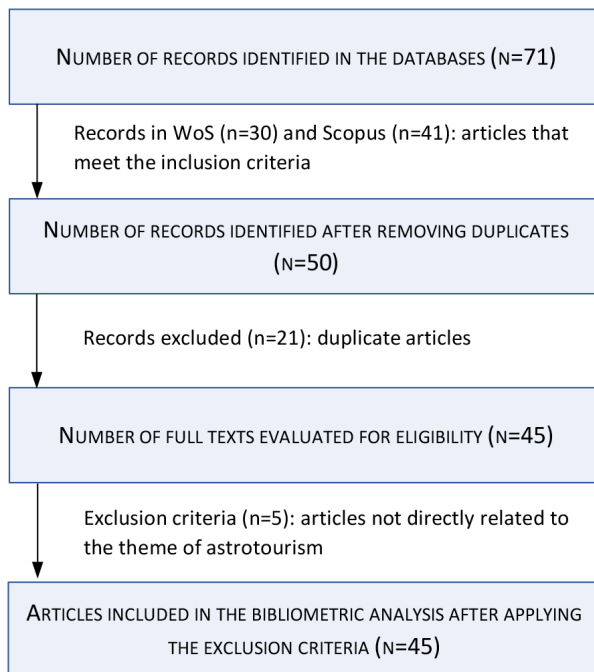 NUMBER OF RECORDS IDENTIFIED IN THE DATABASES (N=71)
Records in WoS (n=30) and Scopus (n=41): articles that
meet the inclusion criteria
NUMBER OF RECORDS IDENTIFIED AFTER REMOVING DUPLICATES
(N=50)
Records excluded (n=21): duplicate articles
NUMBER OF FULL TEXTS EVALUATED FOR ELIGIBILITY (N=45)
Exclusion criteria (n=5): articles not directly related to
the theme of astrotourism
ARTICLES INCLUDED IN THE BIBLIOMETRIC ANALYSIS AFTER APPLYING
THE EXCLUSION CRITERIA (N=45)